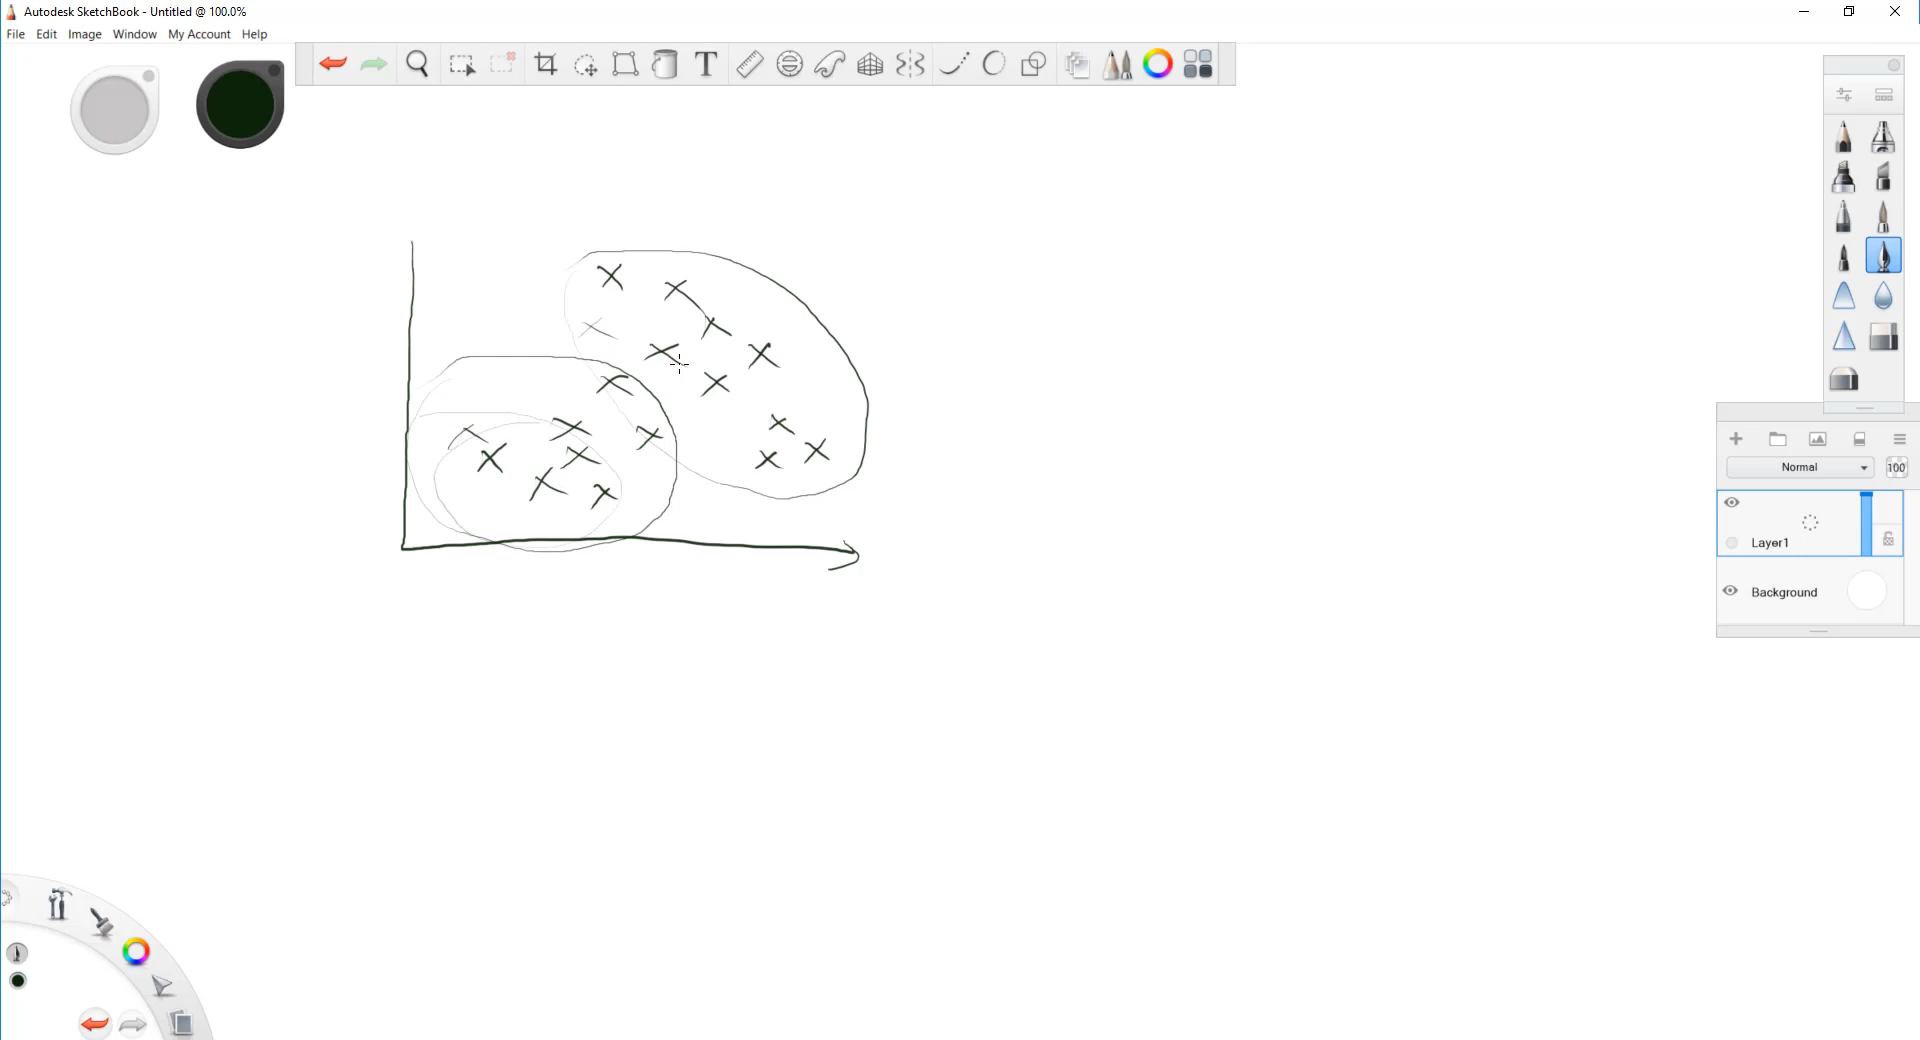 Autodesk SketchBook - Untitled @ 100.0%
File Edit Image Window My Account Help
T
Normal 100
Layer1
Background
X X
X X X
X X X
X X
X X X X
X X X X
X X X X